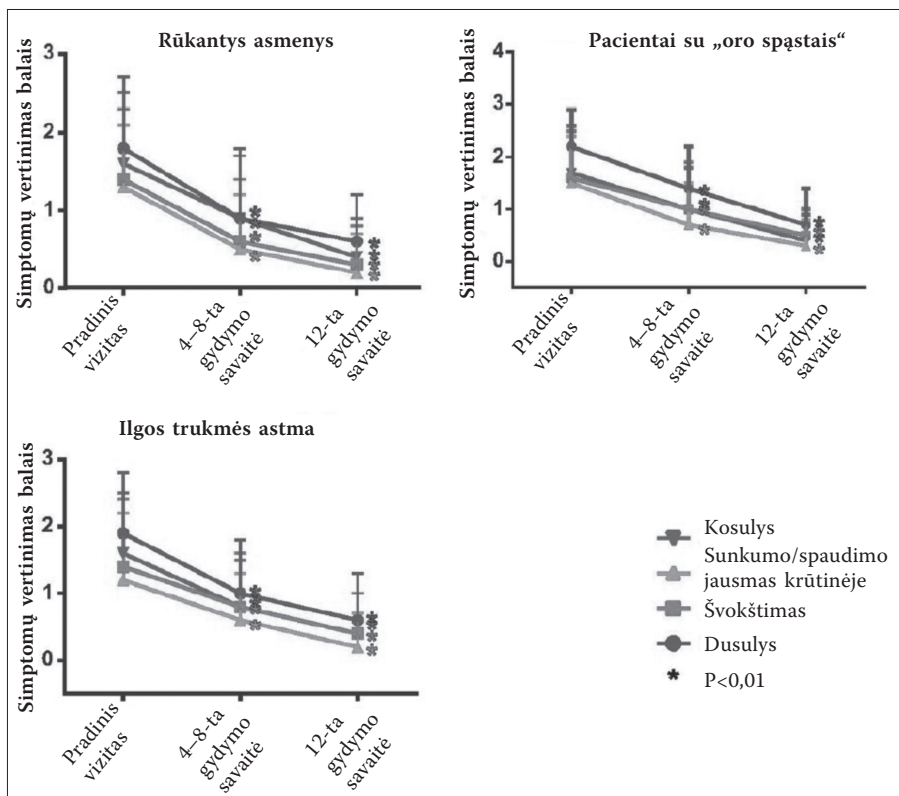 Rūkantys asmenys
Simptomų vertinimas balais
3
2
1
0
Pradinis
vizitas
4–8-ta
gydymo
savaitė
12-ta
gydymo
savaitė
Pacientai su „oro spąstais“
Simptomų vertinimas balais
4
3
2
1
0
Pradinis
vizitas
4–8-ta
gydymo
savaitė
12-ta
gydymo
savaitė
Ilgos trukmės astma
Simptomų vertinimas balais
3
2
1
0
Pradinis
vizitas
4–8-ta
gydymo
savaitė
12-ta
gydymo
savaitė
Kosulys
Sunkumo/spaudimo
jausmas krūtinėje
Švokštimas
Dusulys
* P<0,01